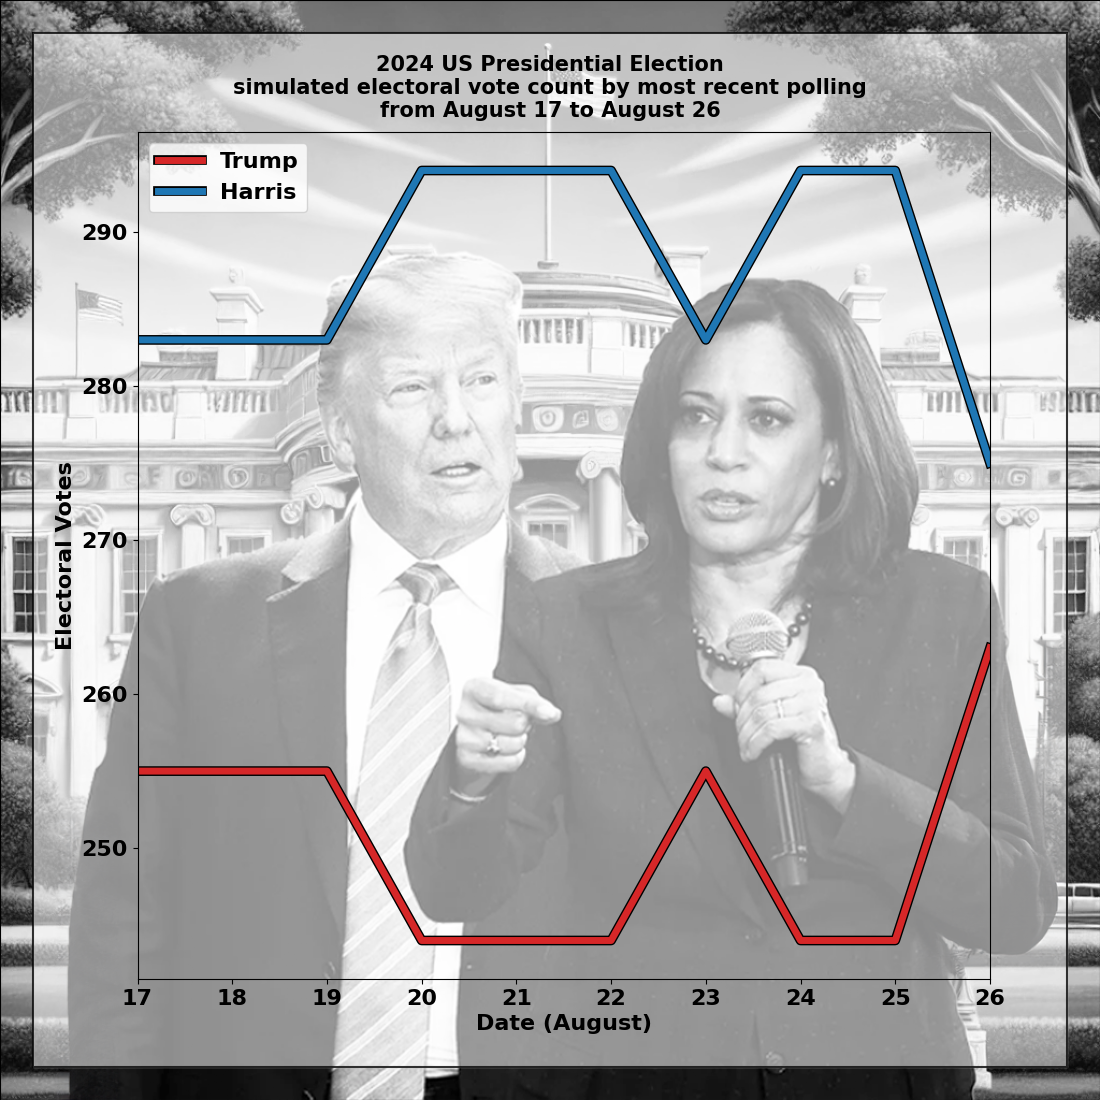 2024 US Presidential Election
simulated electoral vote count by most recent polling
from August 17 to August 26
Trump
Harris
290
280
270
260
250
Electoral Votes
17 18 19 20 21 22 23 24 25 26
Date (August)